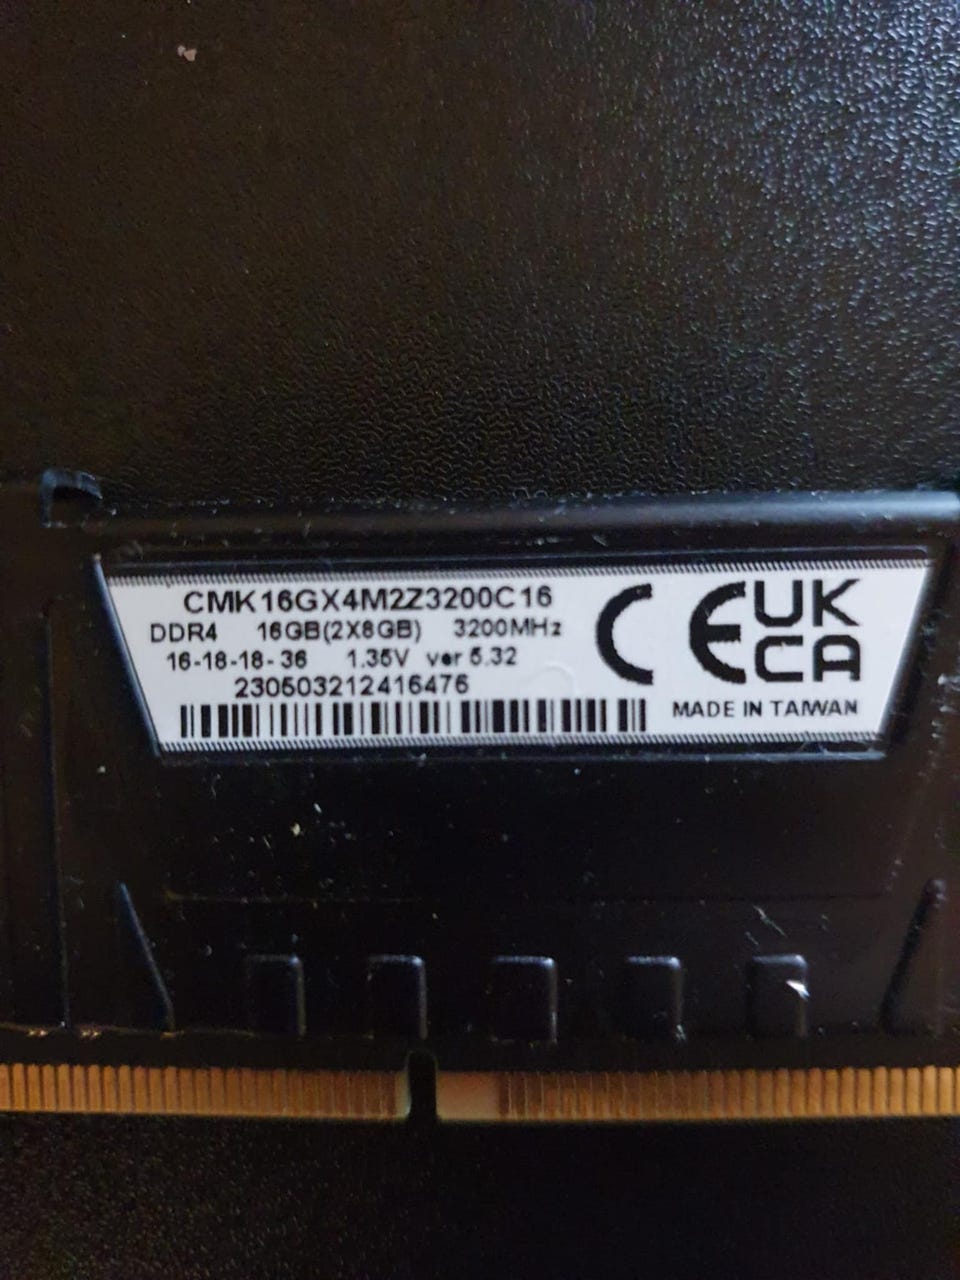 CMK16GX4M2Z3200C16
DDR4 16GB(2X8GB) 3200MHz
16-18-18-36 1.35V ver 5.32
230503212416476
CE UK
CA
MADE IN TAIWAN